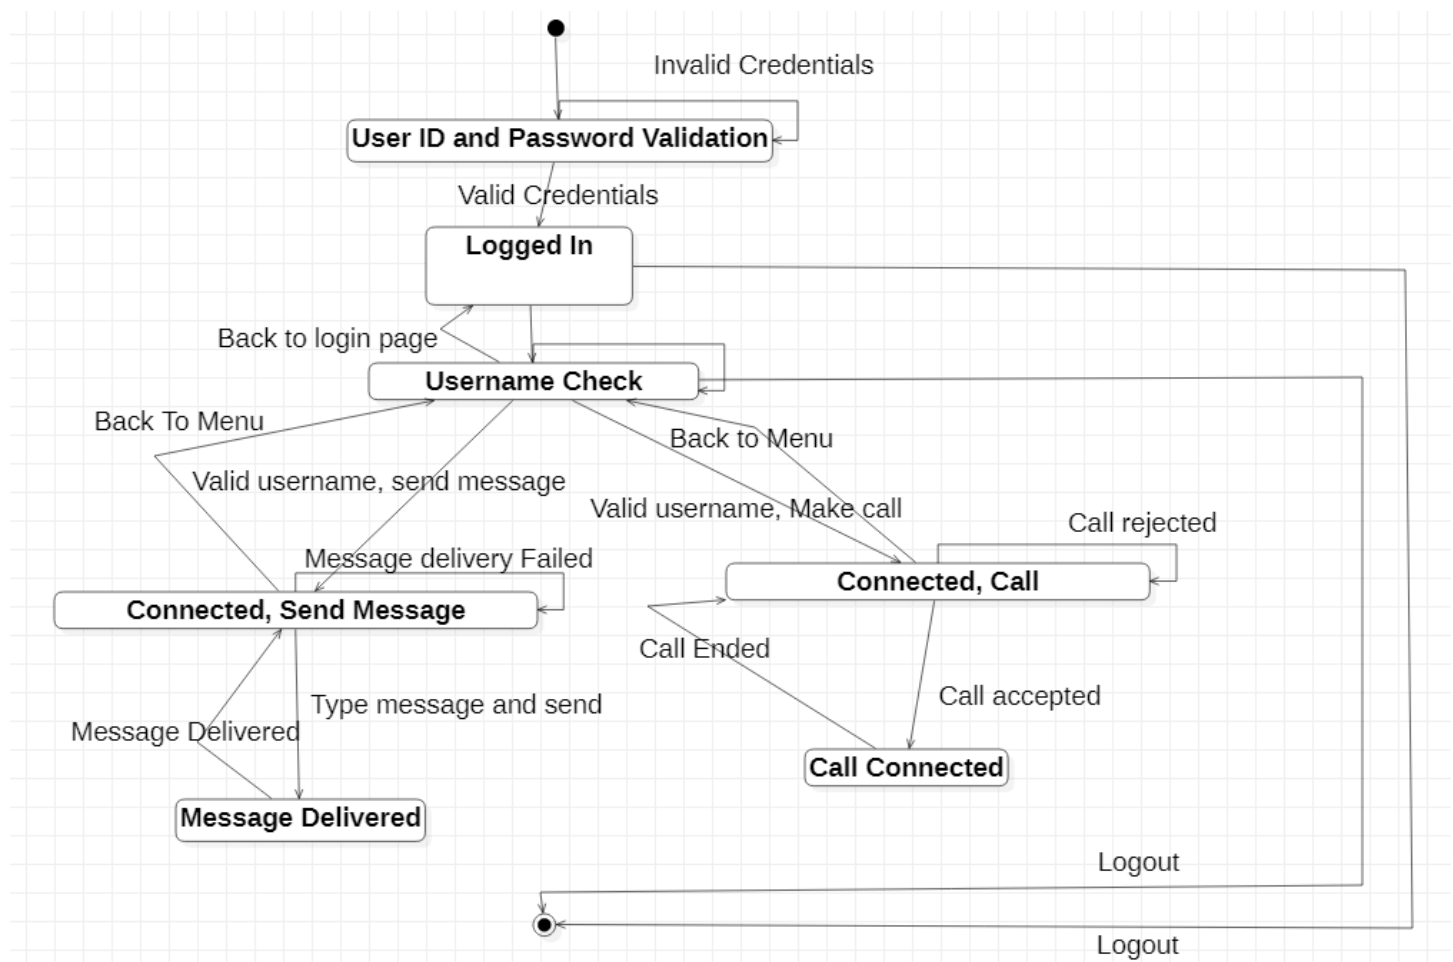 Invalid Credentials
User ID and Password Validation
Valid Credentials
Logged In
Back to login page
Username Check
Back To Menu
Back to Menu
Valid username, send message
Valid username, Make call
Call rejected
Message delivery Failed
Connected, Call
Connected, Send Message
Call Ended
Call accepted
Type message and send
Message Delivered
Call Connected
Message Delivered
Logout
Logout